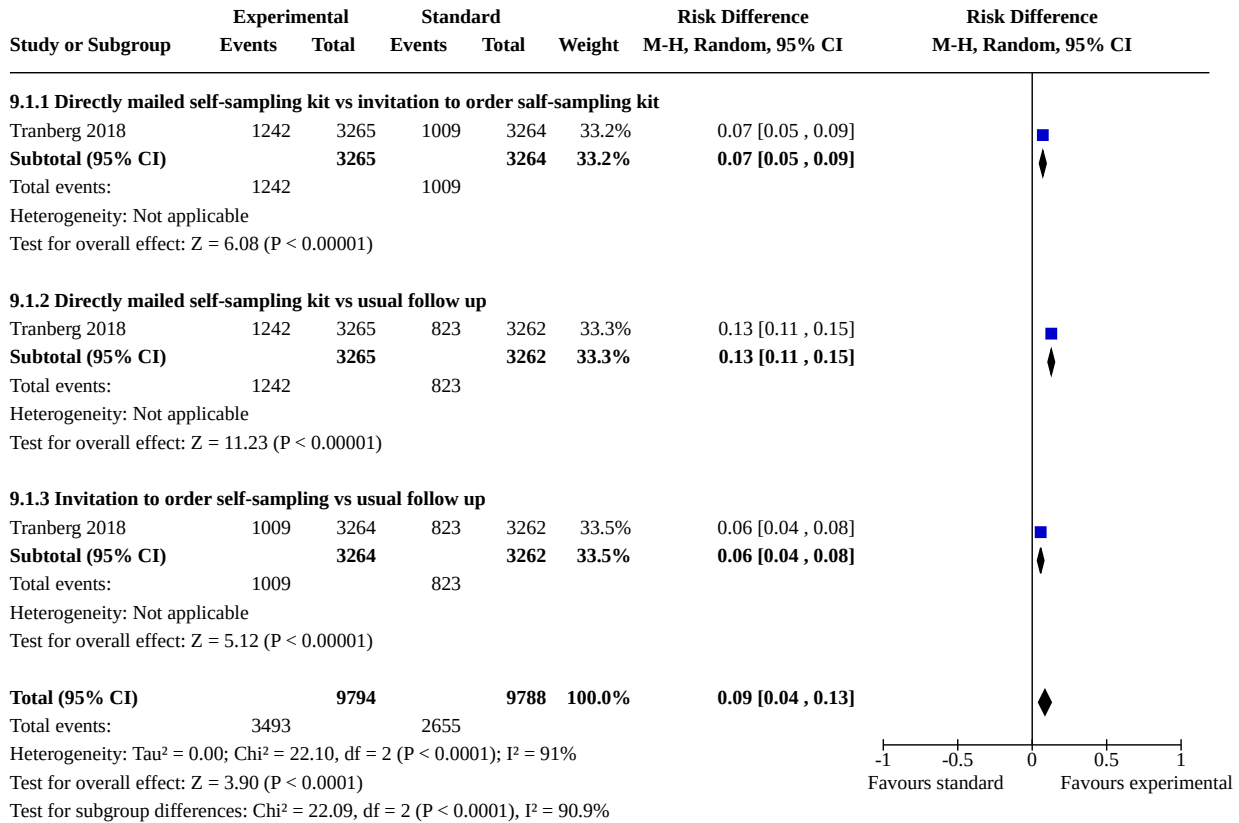 Experimental Standard Risk Difference Risk Difference
Study or Subgroup Events Total Events Total Weight M-H, Random, 95% CI M-H, Random, 95% CI
9.1.1 Directly mailed self-sampling kit vs invitation to order salf-sampling kit
Tranberg 2018 1242 3265 1009 3264 33.2% 0.07 [0.05 , 0.09]
Subtotal (95% CI) 3265 3264 33.2% 0.07 [0.05 , 0.09]
Total events: 1242 1009
Heterogeneity: Not applicable
Test for overall effect: Z = 6.08 (P < 0.00001)
9.1.2 Directly mailed self-sampling kit vs usual follow up
Tranberg 2018 1242 3265 823 3262 33.3% 0.13 [0.11 , 0.15]
Subtotal (95% CI) 3265 3262 33.3% 0.13 [0.11 , 0.15]
Total events: 1242 823
Heterogeneity: Not applicable
Test for overall effect: Z = 11.23 (P < 0.00001)
9.1.3 Invitation to order self-sampling vs usual follow up
Tranberg 2018 1009 3264 823 3262 33.5% 0.06 [0.04 , 0.08]
Subtotal (95% CI) 3264 3262 33.5% 0.06 [0.04 , 0.08]
Total events: 1009 823
Heterogeneity: Not applicable
Test for overall effect: Z = 5.12 (P < 0.00001)
Total (95% CI) 9794 9788 100.0% 0.09 [0.04 , 0.13]
Total events: 3493 2655
Heterogeneity: Tau² = 0.00; Chi² = 22.10, df = 2 (P < 0.0001); I² = 91%
-1 -0.5 0 0.5 1
Test for overall effect: Z = 3.90 (P < 0.0001) Favours standard Favours experimental
Test for subgroup differences: Chi² = 22.09, df = 2 (P < 0.0001), I² = 90.9%